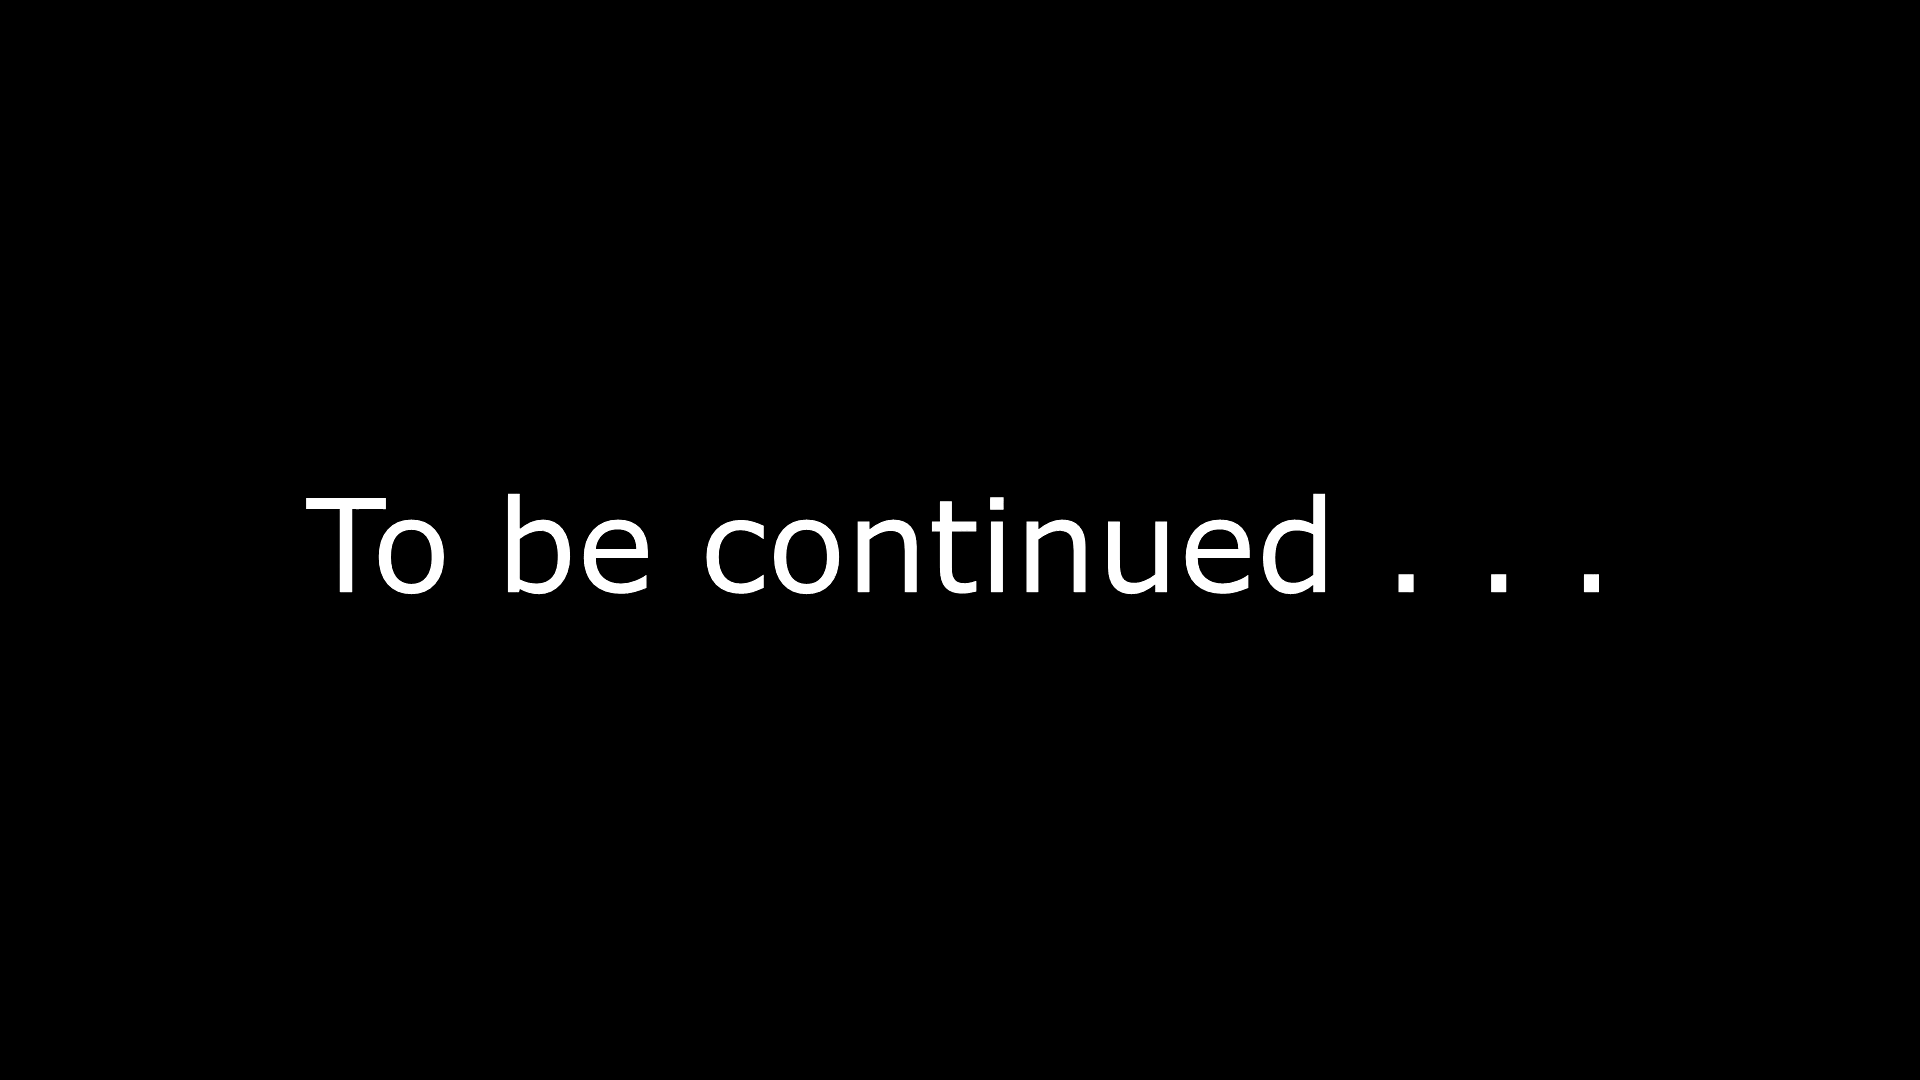 To be continued . . .